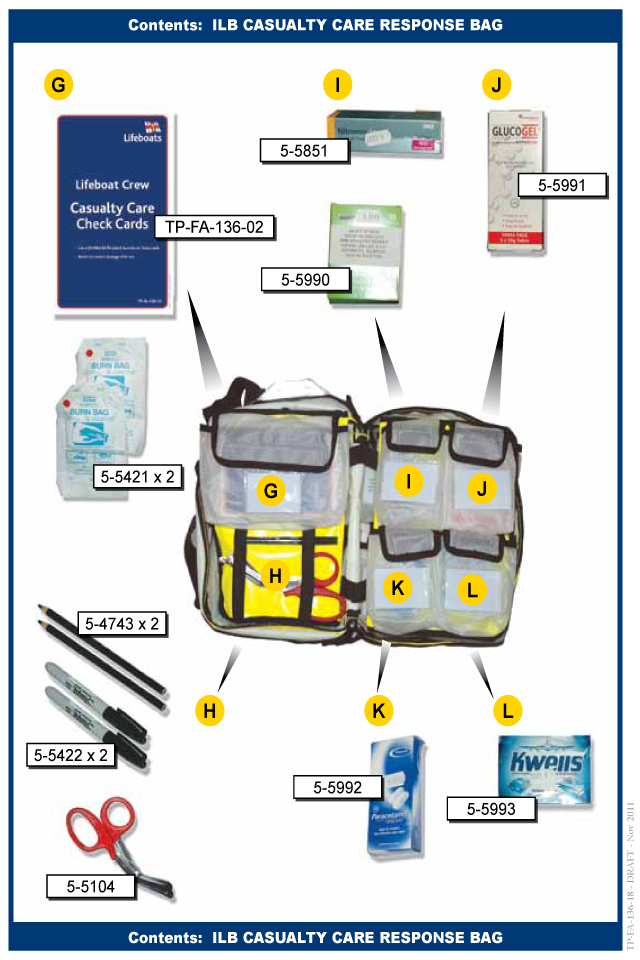 Contents: ILB CASUALTY CARE RESPONSE BAG
G
I
J
Lifeboats
Lifeboat Crew
Casualty Care
Check Cards
TP-FA-136-02
5-5851
GLUCOGEL
5-5991
5-5990
BURN BAG
BURN BAG
5-5421 x 2
G
I
J
H
K
L
5-4743 x 2
5-5422 x 2
H
K
L
5-5992
Paracetamol
Kwells
5-5993
5-5104
TP-FA-136-18 - DRAFT - Nov 2011
Contents: ILB CASUALTY CARE RESPONSE BAG